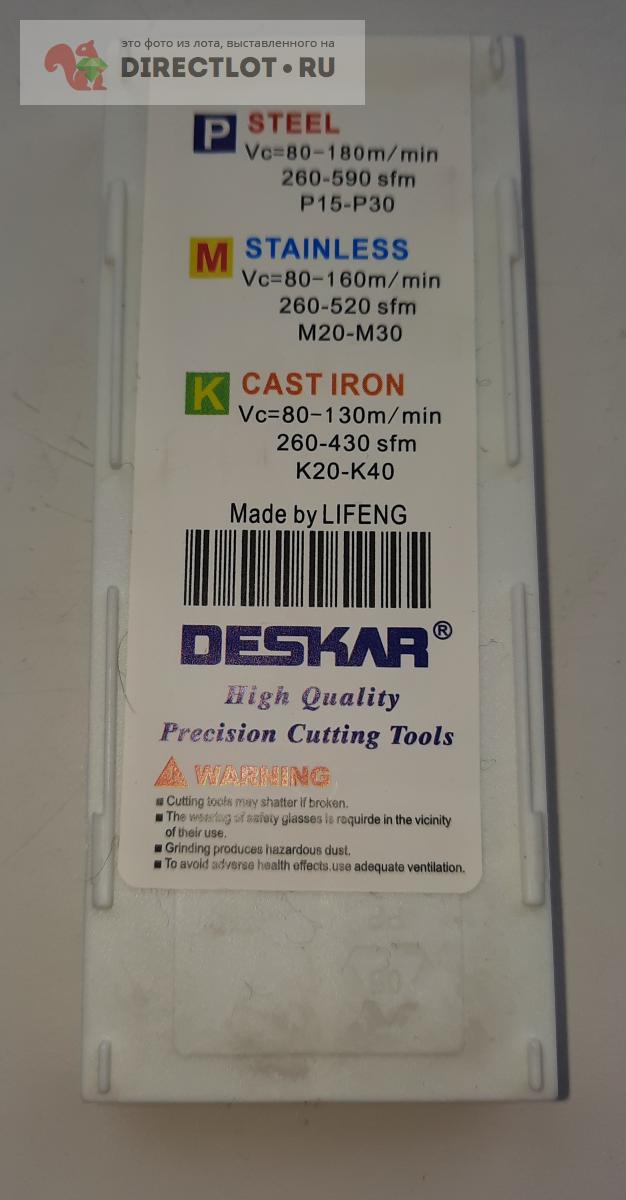 это фото из лота, выставленного на
DIRECTLOT.RU
P STEEL
Vc=80-180m/min
260-590 sfm
P15-P30
M STAINLESS
Vc=80-160m/min
260-520 sfm
M20-M30
K CAST IRON
Vc=80-130m/min
260-430 sfm
K20-K40
Made by LIFENG
DESKAR®
High Quality
Precision Cutting Tools
WARNING
■ Cutting tools may shatter if broken.
■ The wearing of safety glasses is requirde in the vicinity
of their use.
■ Grinding produces hazardous dust.
■ To avoid adverse health effects.use adequate ventilation.